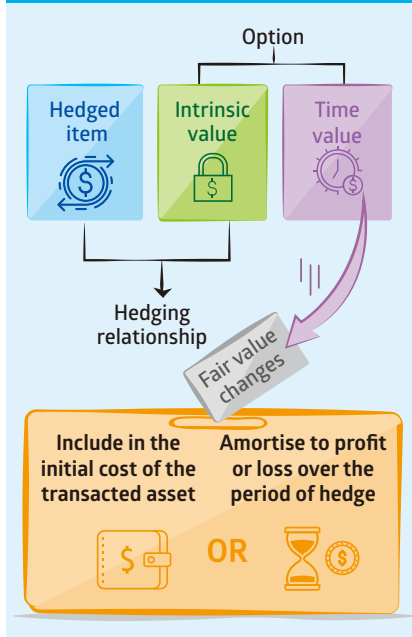 Option
Hedged
item
$
Intrinsic
value
$
Time
value
$
Hedging
relationship
Fair value
changes
Include in the
initial cost of the
transacted asset
$
OR
Amortise to profit
or loss over the
period of hedge
$